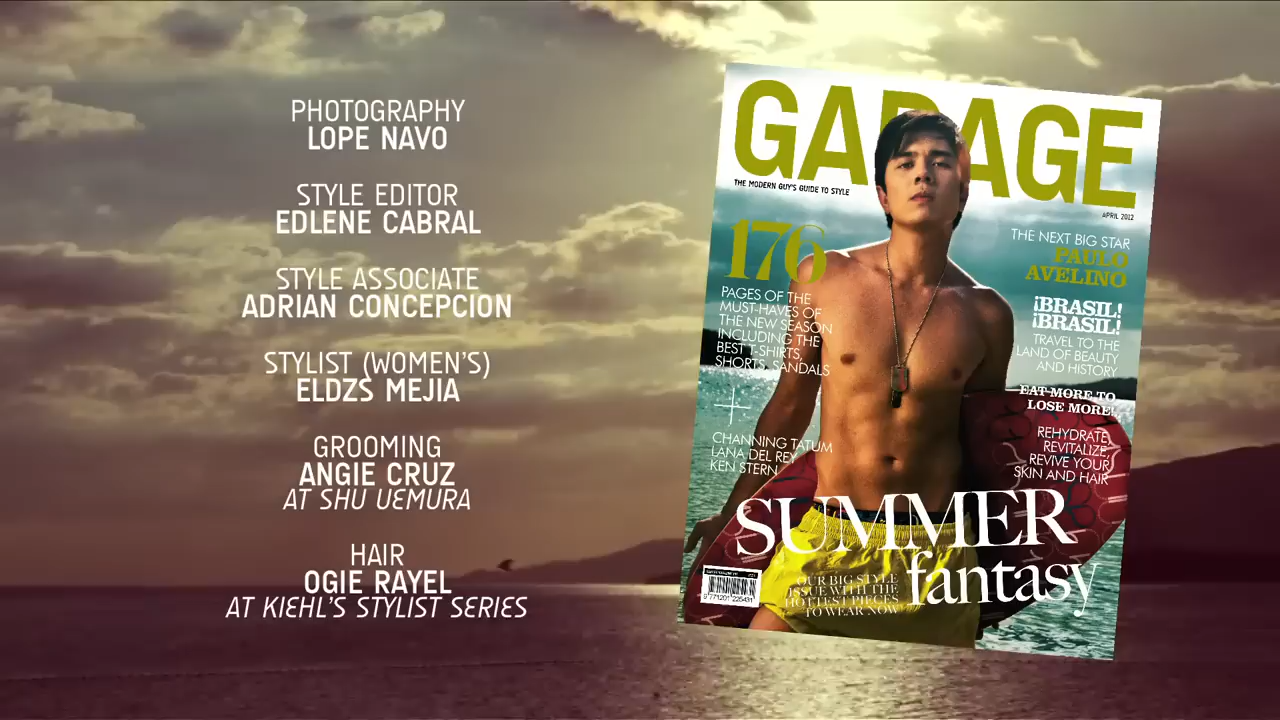 PHOTOGRAPHY
LOPE NAVO
STYLE EDITOR
EDLENE CABRAL
STYLE ASSOCIATE
ADRIAN CONCEPCION
STYLIST (WOMEN'S)
ELDZS MEJIA
GROOMING
ANGIE CRUZ
AT SHU UEMURA
HAIR
OGIE RAYEL
AT KIEHL'S STYLIST SERIES
GARAGE
THE MODERN GUY'S GUIDE TO STYLE
APRIL 2012
176
PAGES OF THE
MUST-HAVES OF
THE NEW SEASON
INCLUDING THE
BEST T-SHIRTS,
SHORTS, SANDALS
CHANNING TATUM
LANA DEL REY
KEN STERN
THE NEXT BIG STAR
PAULO
AVELINO
¡BRASIL!
¡BRASIL!
TRAVEL TO THE
LAND OF BEAUTY
AND HISTORY
EAT MORE TO
LOSE MORE!
REHYDRATE,
REVITALIZE,
REVIVE YOUR
SKIN AND HAIR
SUMMER
fantasy
OUR BIG STYLE
ISSUE WITH THE
HOTTEST PIECES
TO WEAR NOW
9 771201 225431